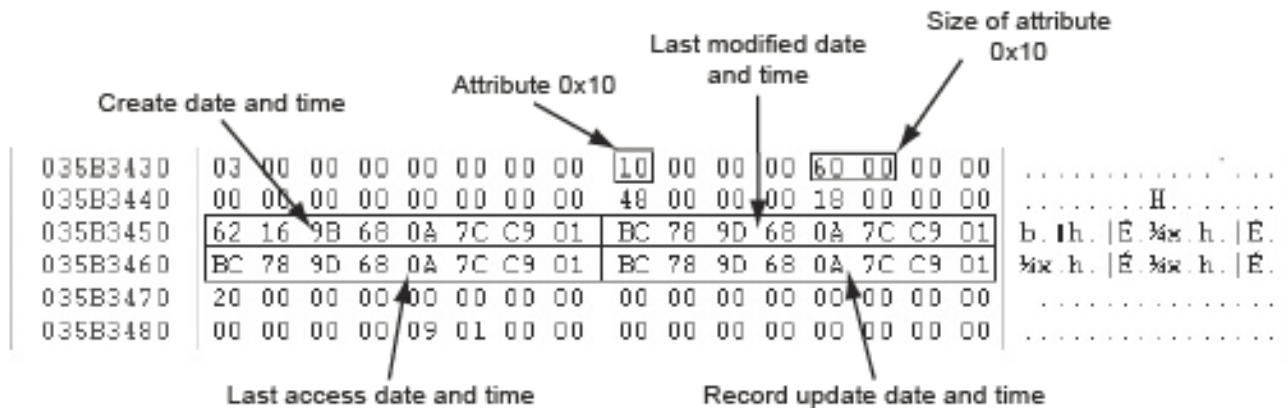 Size of attribute
0x10
Last modified date
and time
Attribute 0x10
Create date and time
035B3430 03 00 00 00 00 00 00 00 10 00 00 00 60 00 00 00 ............`...
035B3440 00 00 00 00 00 00 00 00 48 00 00 00 18 00 00 00 ........H.......
035B3450 62 16 9B 68 0A 7C C9 01 BC 78 9D 68 0A 7C C9 01 b.▮h.|É.¼x.h.|É.
035B3460 BC 78 9D 68 0A 7C C9 01 BC 78 9D 68 0A 7C C9 01 ¼x.h.|É.¼x.h.|É.
035B3470 20 00 00 00 00 00 00 00 00 00 00 00 00 00 00 00 ...............
035B3480 00 00 00 00 09 01 00 00 00 00 00 00 00 00 00 00 ................
Last access date and time
Record update date and time